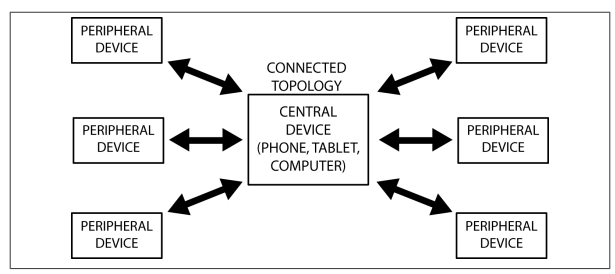 PERIPHERAL
DEVICE
PERIPHERAL
DEVICE
CONNECTED
TOPOLOGY
CENTRAL
DEVICE
(PHONE, TABLET,
COMPUTER)
PERIPHERAL
DEVICE
PERIPHERAL
DEVICE
PERIPHERAL
DEVICE
PERIPHERAL
DEVICE